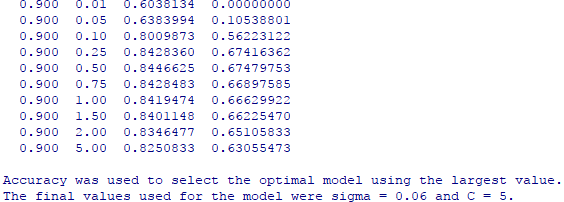 0.900 0.01 0.6038134 0.00000000
0.900 0.05 0.6383994 0.10538801
0.900 0.10 0.8009873 0.56223122
0.900 0.25 0.8428360 0.67416362
0.900 0.50 0.8446625 0.67479753
0.900 0.75 0.8428483 0.66897585
0.900 1.00 0.8419474 0.66629922
0.900 1.50 0.8401148 0.66225470
0.900 2.00 0.8346477 0.65105833
0.900 5.00 0.8250833 0.63055473
Accuracy was used to select the optimal model using the largest value.
The final values used for the model were sigma = 0.06 and C = 5.